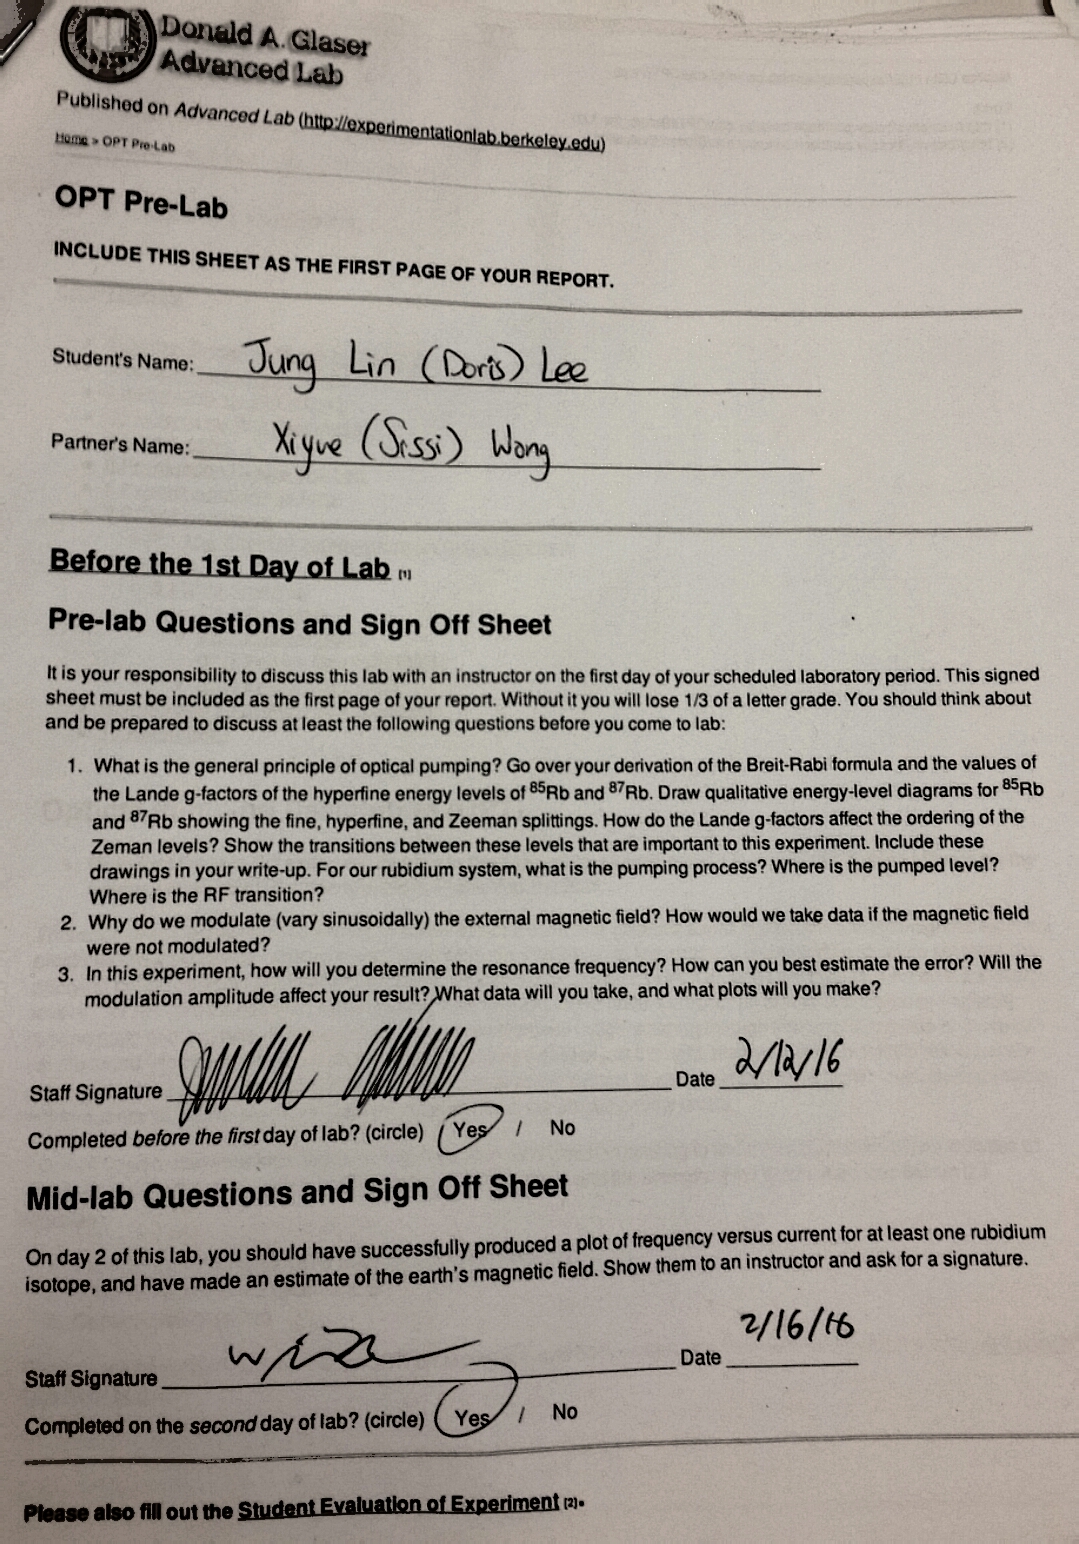 Donald A. Glaser
Advanced Lab
Published on Advanced Lab (http://experimentationlab.berkeley.edu)
Home > OPT Pre-Lab
OPT Pre-Lab
INCLUDE THIS SHEET AS THE FIRST PAGE OF YOUR REPORT.
Student's Name: Jung Lin (Doris) Lee
Partner's Name: Xiyue (Sissi) Wang
Before the 1st Day of Lab [1]
Pre-lab Questions and Sign Off Sheet
It is your responsibility to discuss this lab with an instructor on the first day of your scheduled laboratory period. This signed
sheet must be included as the first page of your report. Without it you will lose 1/3 of a letter grade. You should think about
and be prepared to discuss at least the following questions before you come to lab:
1. What is the general principle of optical pumping? Go over your derivation of the Breit-Rabi formula and the values of
the Lande g-factors of the hyperfine energy levels of 85Rb and 87Rb. Draw qualitative energy-level diagrams for 85Rb
and 87Rb showing the fine, hyperfine, and Zeeman splittings. How do the Lande g-factors affect the ordering of the
Zeman levels? Show the transitions between these levels that are important to this experiment. Include these
drawings in your write-up. For our rubidium system, what is the pumping process? Where is the pumped level?
Where is the RF transition?
2. Why do we modulate (vary sinusoidally) the external magnetic field? How would we take data if the magnetic field
were not modulated?
3. In this experiment, how will you determine the resonance frequency? How can you best estimate the error? Will the
modulation amplitude affect your result? What data will you take, and what plots will you make?
Staff Signature Date 2/12/16
Completed before the first day of lab? (circle) Yes / No
Mid-lab Questions and Sign Off Sheet
On day 2 of this lab, you should have successfully produced a plot of frequency versus current for at least one rubidium
isotope, and have made an estimate of the earth's magnetic field. Show them to an instructor and ask for a signature.
Staff Signature Date 2/16/16
Completed on the second day of lab? (circle) Yes / No
Please also fill out the Student Evaluation of Experiment [2].